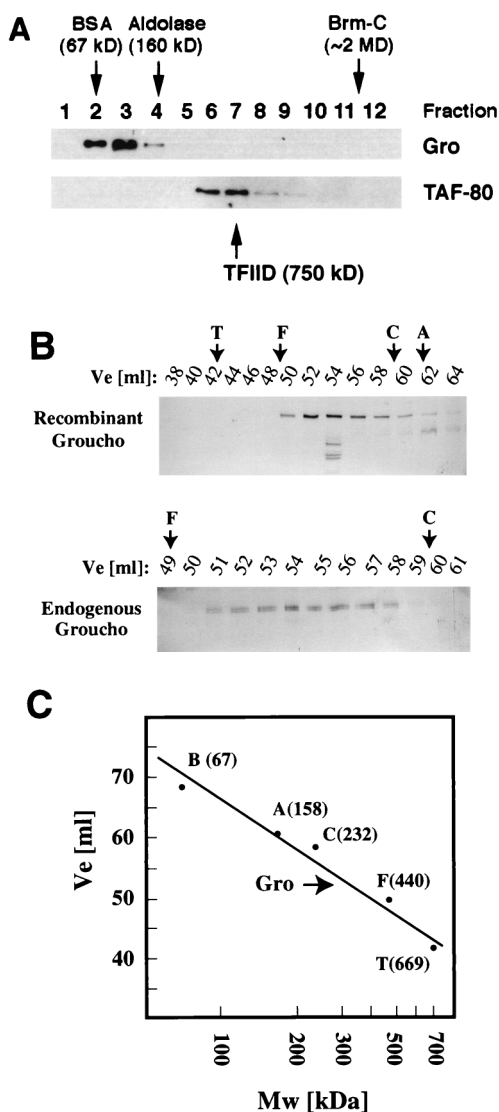 A
BSA Aldolase Brm-C
(67 kD) (160 kD) (~2 MD)
1 2 3 4 5 6 7 8 9 10 11 12 Fraction
Gro
TAF-80
TFIID (750 kD)
B
T F C A
Ve [ml]: 38 40 42 44 46 48 50 52 54 56 58 60 62 64
Recombinant
Groucho
F C
Ve [ml]: 49 50 51 52 53 54 55 56 57 58 59 60 61
Endogenous
Groucho
C
B (67)
70
A(158)
C(232)
60
Ve [ml]
Gro
F(440)
50
T(669)
40
100 200 300 500 700
Mw [kDa]